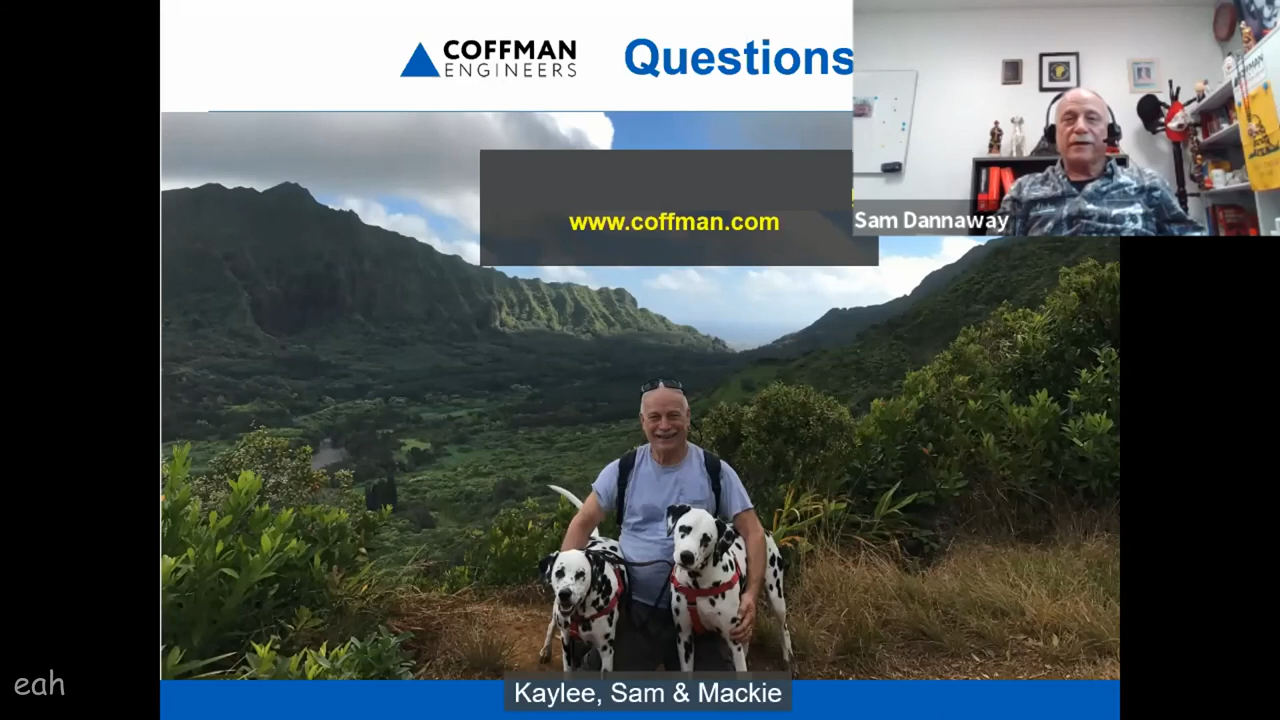 COFFMAN
ENGINEERS
Questions
www.coffman.com
Sam Dannaway
eah
Kaylee, Sam & Mackie